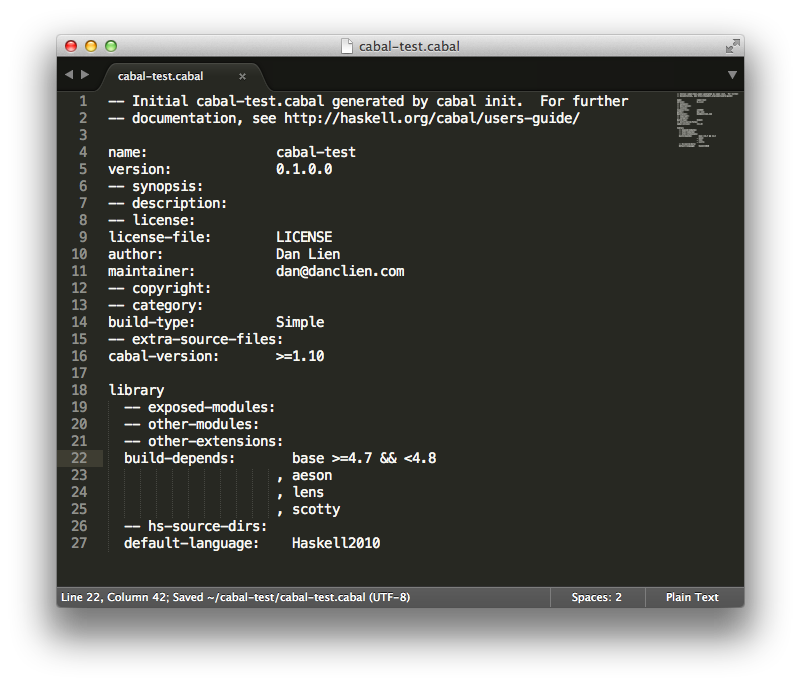 cabal-test.cabal
cabal-test.cabal ×
1 -- Initial cabal-test.cabal generated by cabal init.  For further
2 -- documentation, see http://haskell.org/cabal/users-guide/
3
4 name:                cabal-test
5 version:             0.1.0.0
6 -- synopsis:
7 -- description:
8 -- license:
9 license-file:        LICENSE
10 author:              Dan Lien
11 maintainer:          dan@danclien.com
12 -- copyright:
13 -- category:
14 build-type:          Simple
15 -- extra-source-files:
16 cabal-version:       >=1.10
17
18 library
19   -- exposed-modules:
20   -- other-modules:
21   -- other-extensions:
22   build-depends:       base >=4.7 && <4.8
23                      , aeson
24                      , lens
25                      , scotty
26   -- hs-source-dirs:
27   default-language:    Haskell2010
Line 22, Column 42; Saved ~/cabal-test/cabal-test.cabal (UTF-8) Spaces: 2 Plain Text